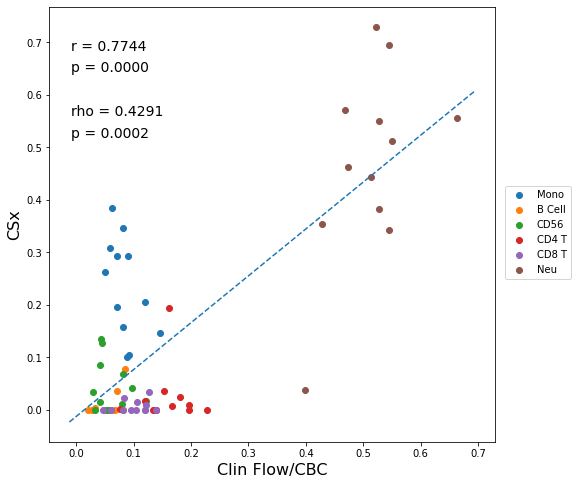 r = 0.7744
p = 0.0000
rho = 0.4291
p = 0.0002
CSx
0.7
0.6
0.5
0.4
0.3
0.2
0.1
0.0
0.0 0.1 0.2 0.3 0.4 0.5 0.6 0.7
Clin Flow/CBC
Mono
B Cell
CD56
CD4 T
CD8 T
Neu